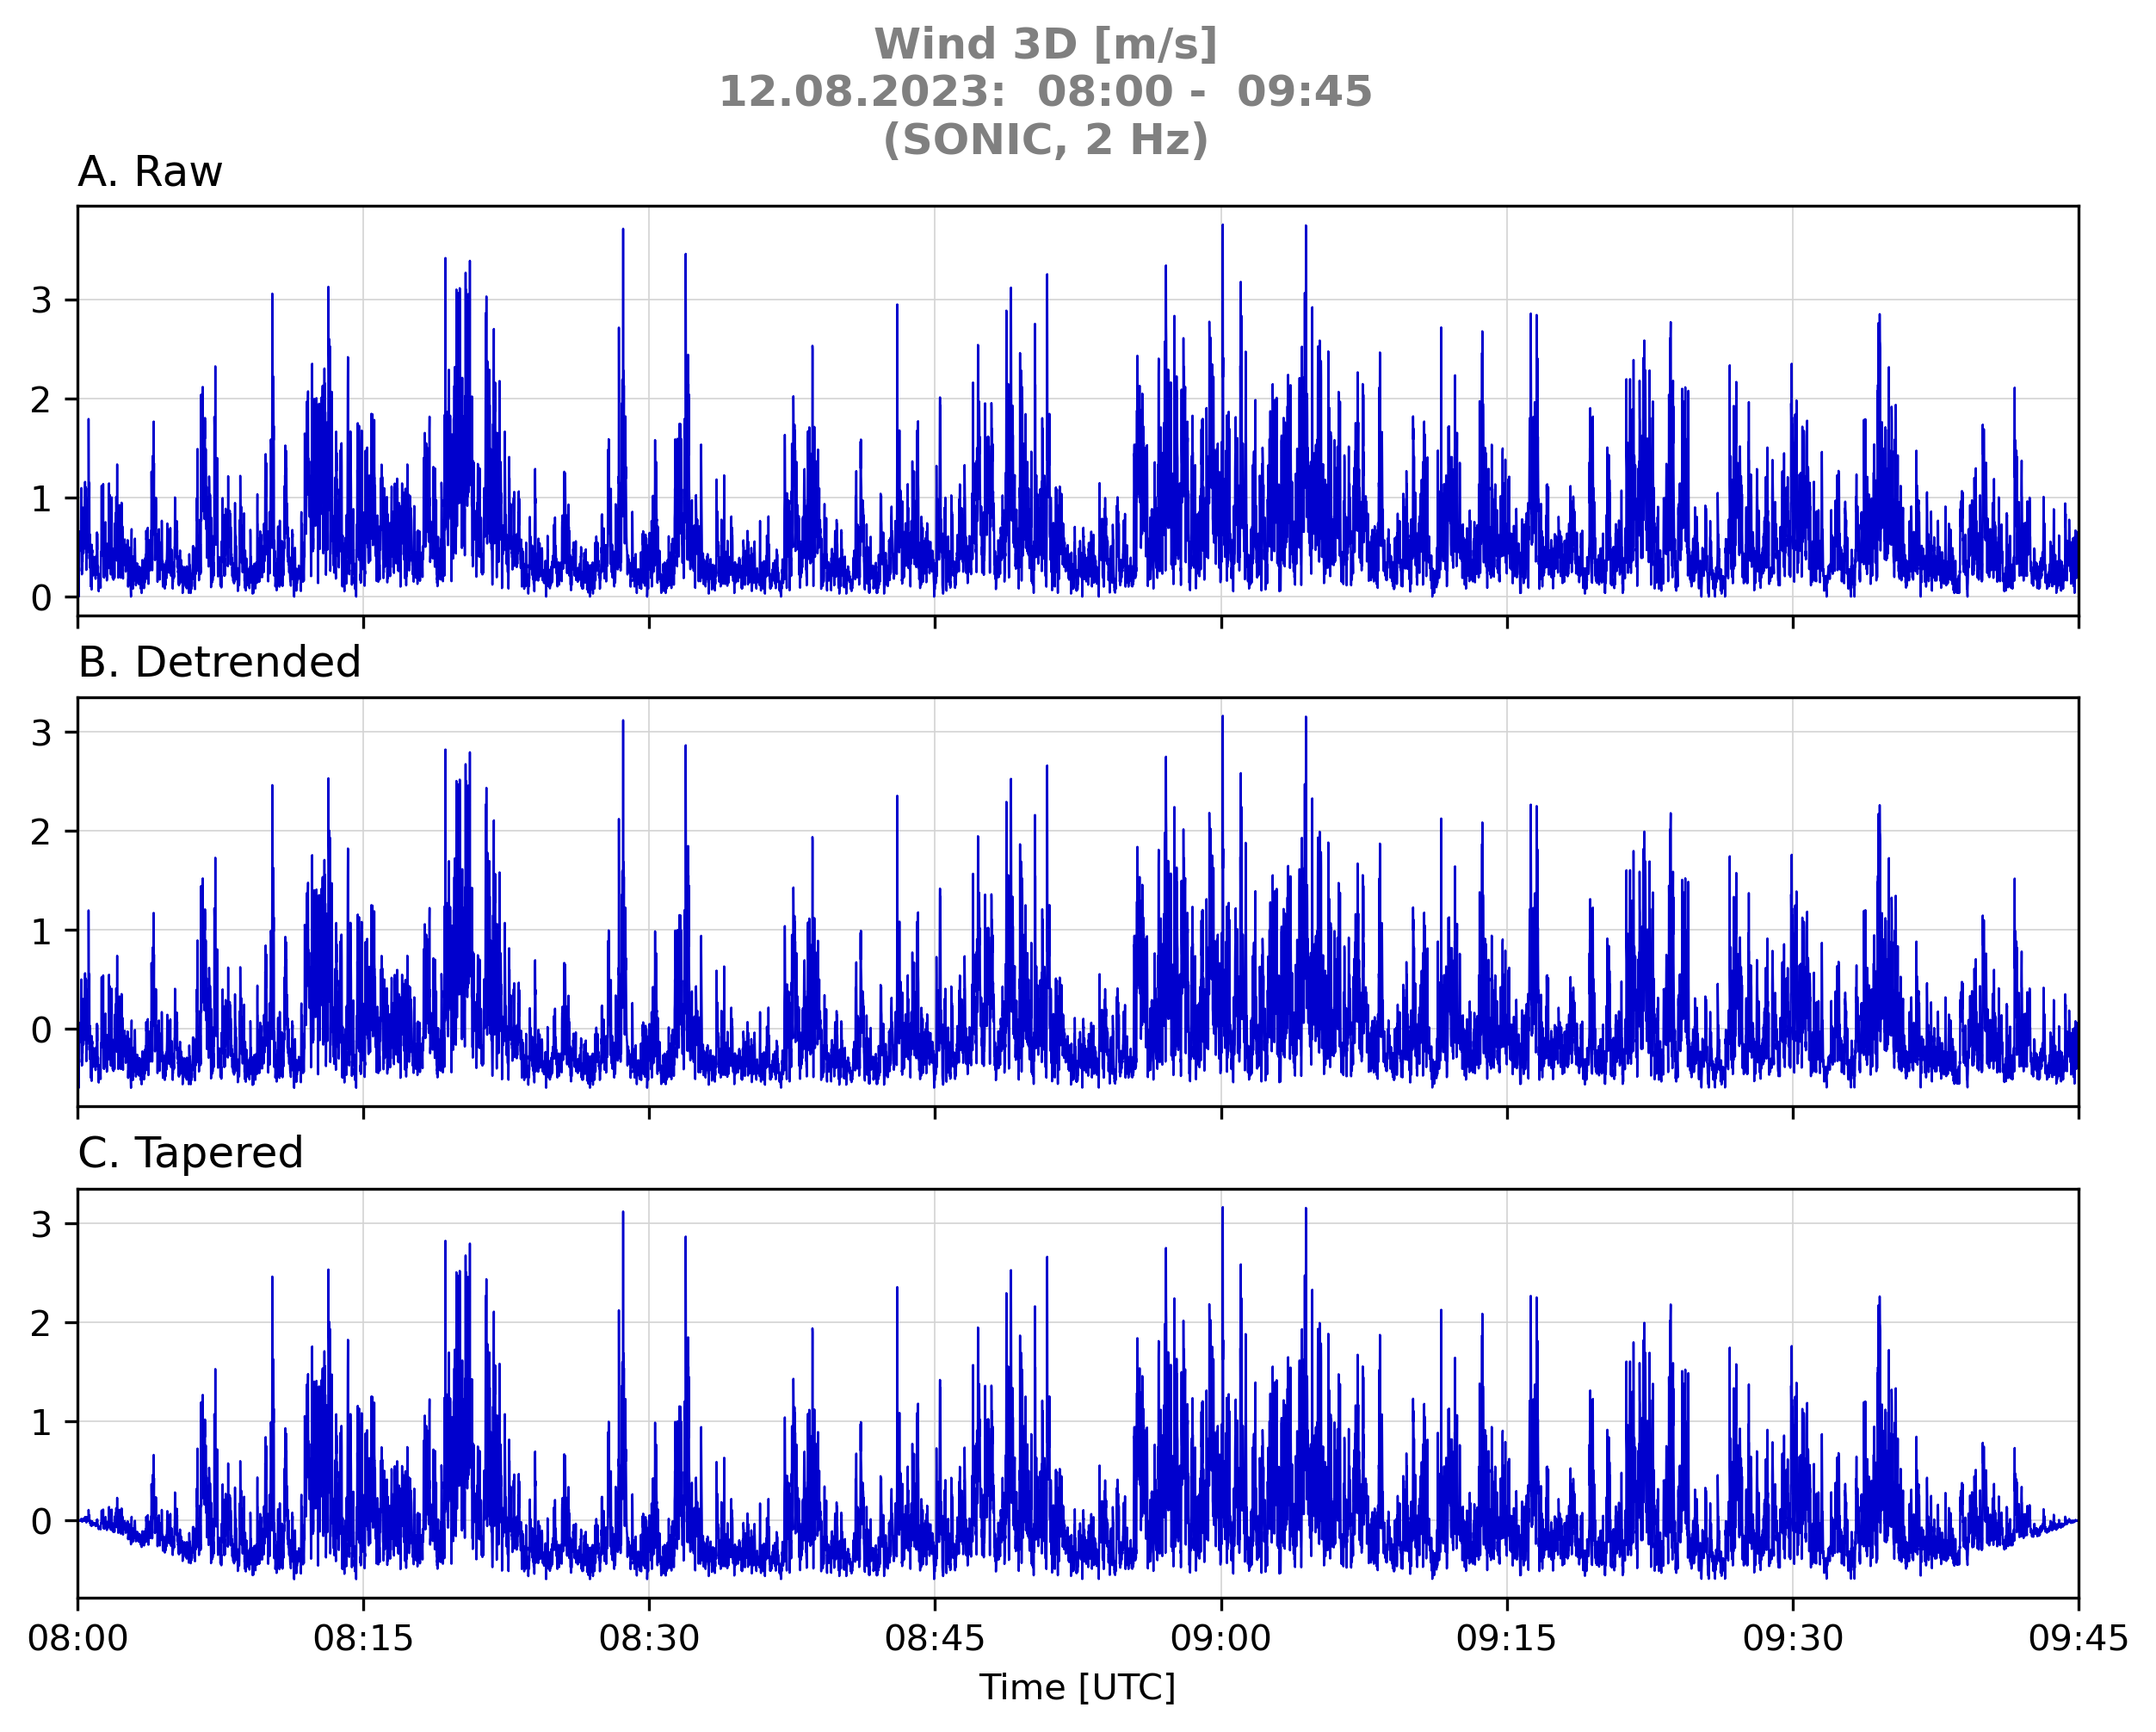 Wind 3D [m/s]
12.08.2023:  08:00 -  09:45
(SONIC, 2 Hz)
A. Raw
3
2
1
0
B. Detrended
3
2
1
0
C. Tapered
3
2
1
0
08:00 08:15 08:30 08:45 09:00 09:15 09:30 09:45
Time [UTC]